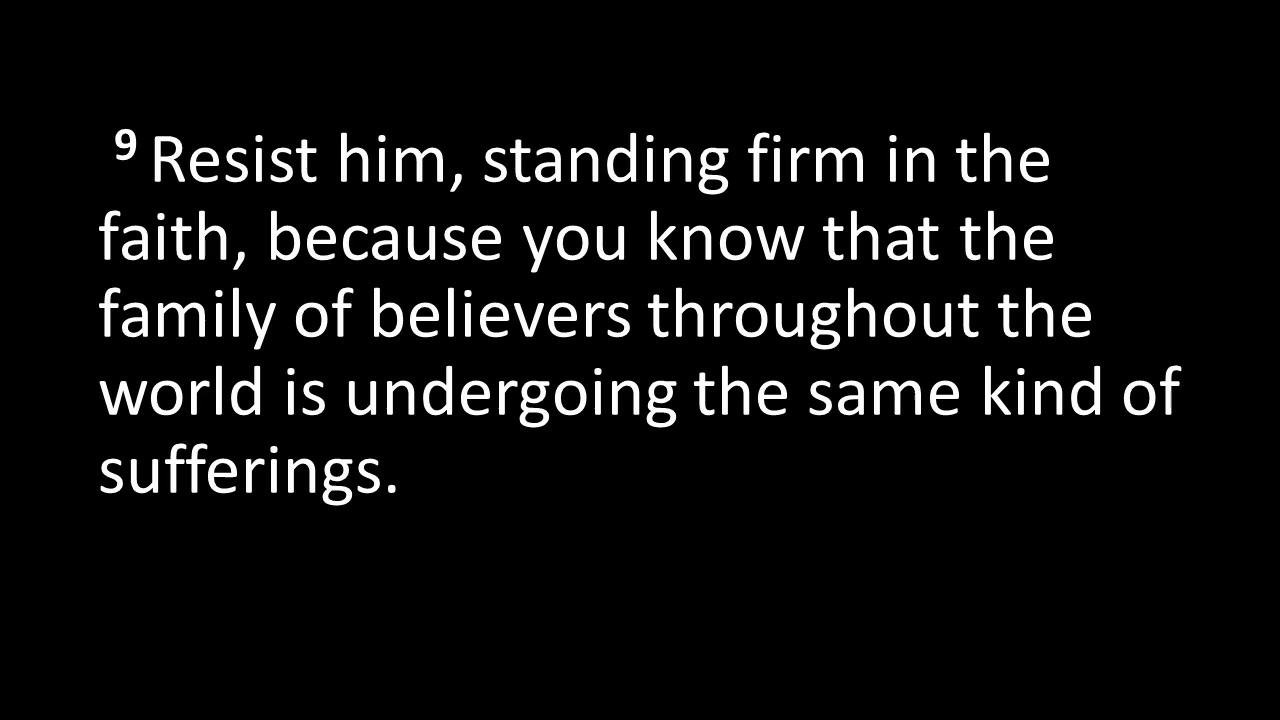 9 Resist him, standing firm in the
faith, because you know that the
family of believers throughout the
world is undergoing the same kind of
sufferings.